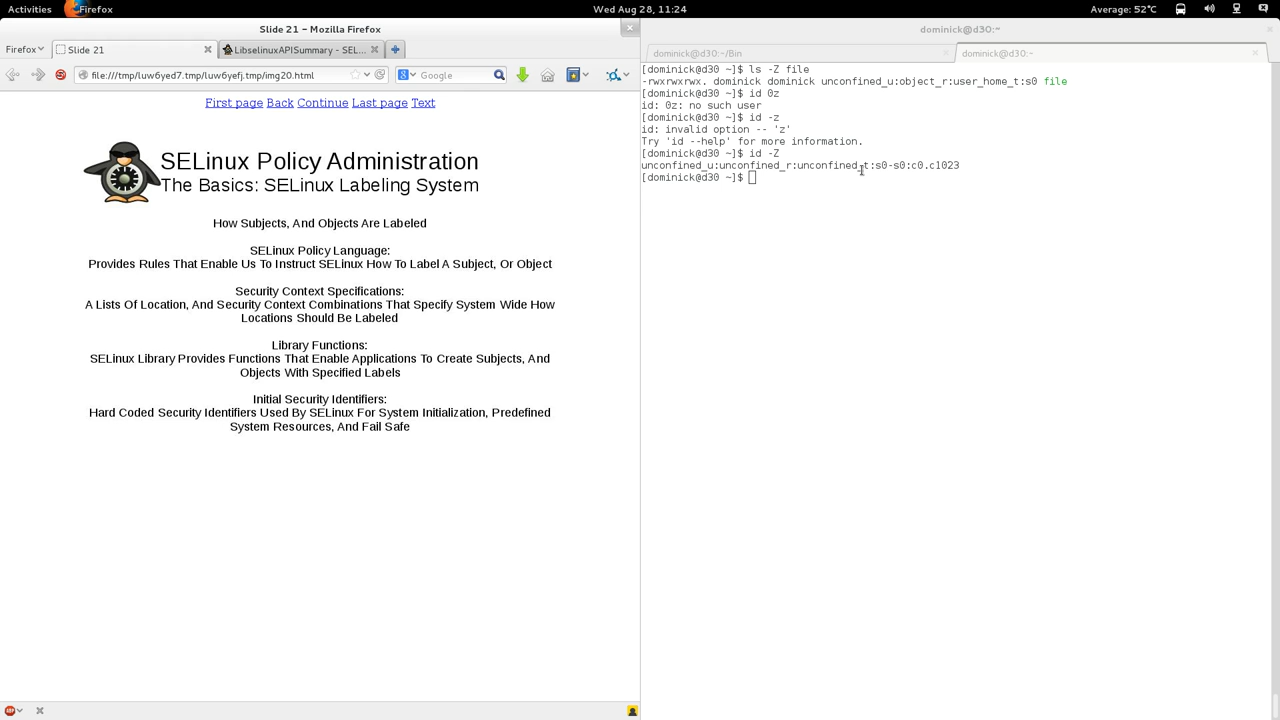 Activities Firefox Wed Aug 28, 11:24 Average: 52°C
Slide 21 – Mozilla Firefox
Firefox Slide 21 LibselinuxAPISummary - SEL...
file:///tmp/luw6yed7.tmp/luw6yefj.tmp/img20.html Google
First page Back Continue Last page Text
SELinux Policy Administration
The Basics: SELinux Labeling System
How Subjects, And Objects Are Labeled
SELinux Policy Language:
Provides Rules That Enable Us To Instruct SELinux How To Label A Subject, Or Object
Security Context Specifications:
A Lists Of Location, And Security Context Combinations That Specify System Wide How
Locations Should Be Labeled
Library Functions:
SELinux Library Provides Functions That Enable Applications To Create Subjects, And
Objects With Specified Labels
Initial Security Identifiers:
Hard Coded Security Identifiers Used By SELinux For System Initialization, Predefined
System Resources, And Fail Safe
dominick@d30:~
dominick@d30:~/Bin dominick@d30:~
[dominick@d30 ~]$ ls -Z file
-rwxrwxrwx. dominick dominick unconfined_u:object_r:user_home_t:s0 file
[dominick@d30 ~]$ id 0z
id: 0z: no such user
[dominick@d30 ~]$ id -z
id: invalid option -- 'z'
Try 'id --help' for more information.
[dominick@d30 ~]$ id -Z
unconfined_u:unconfined_r:unconfined_t:s0-s0:c0.c1023
[dominick@d30 ~]$